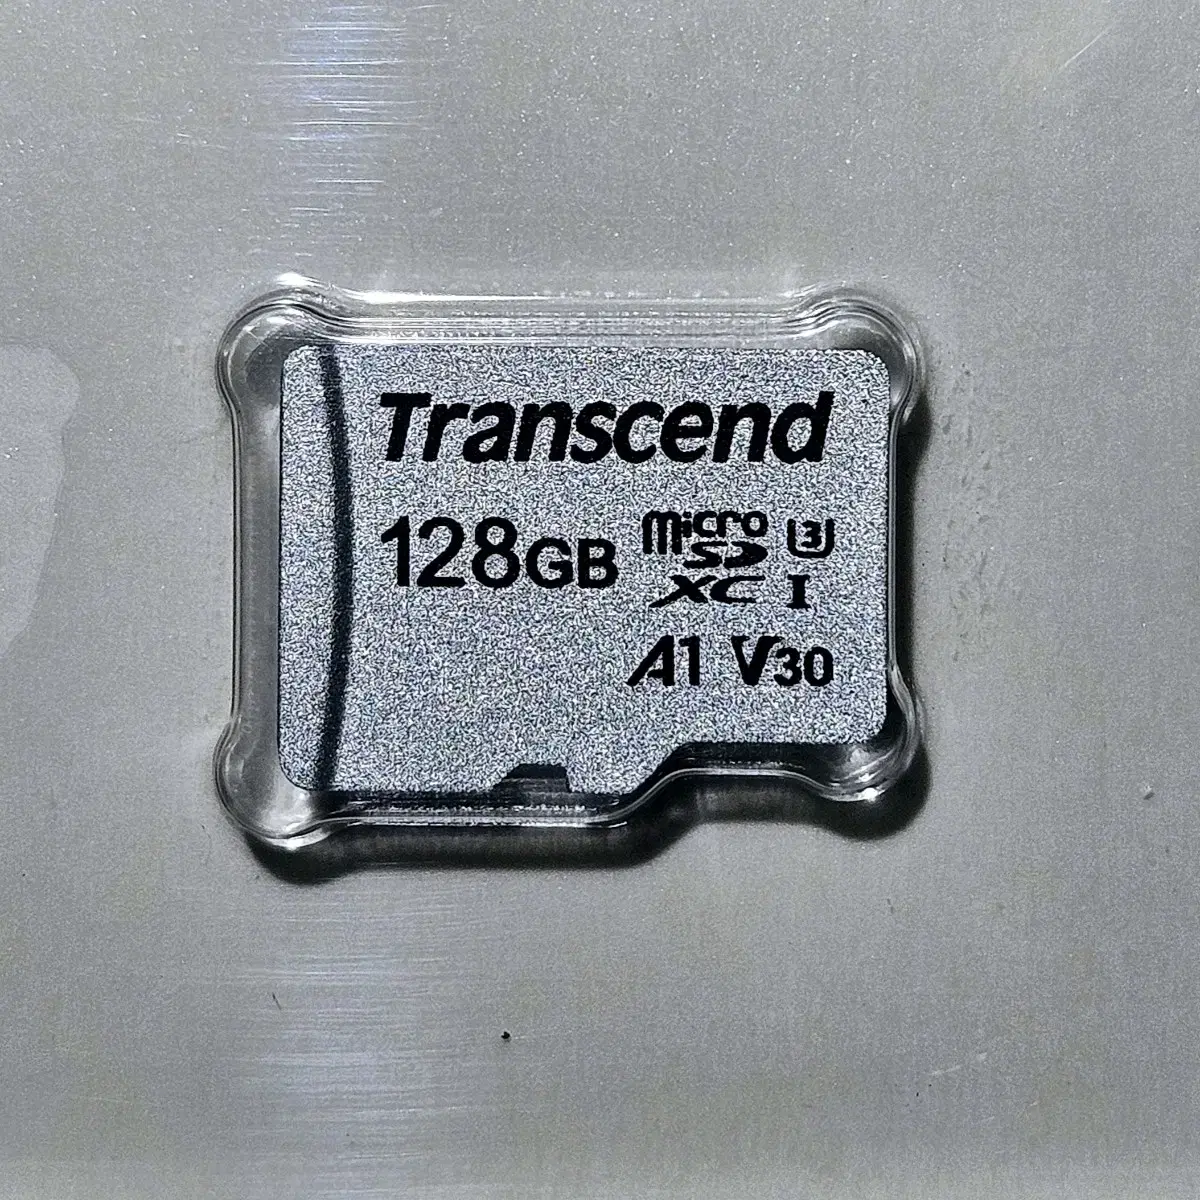 Transcend
128GB micro SD XC U3 I
A1 V30